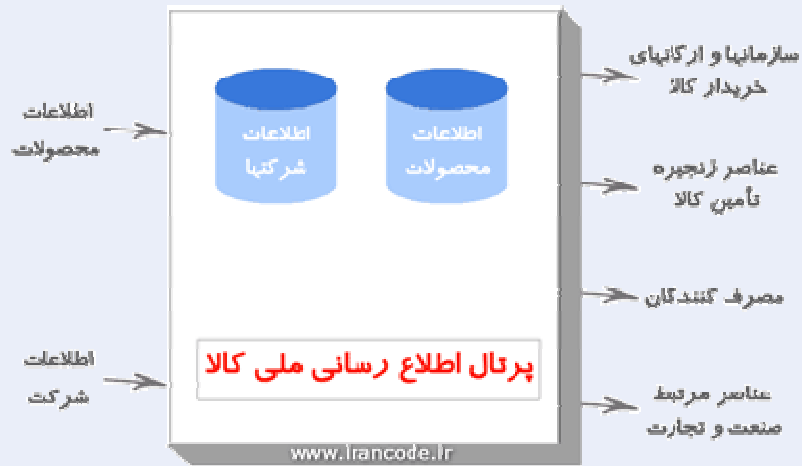 سازمانها و ارگانهای
خریدار کالا
عناصر زنجیره
تأمین کالا
مصرف کنندگان
عناصر مرتبط
صنعت و تجارت
اطلاعات
محصولات
اطلاعات
شرکتها
پرتال اطلاع رسانی ملی کالا
www.Irancode.Ir
اطلاعات
محصولات
اطلاعات
شرکت